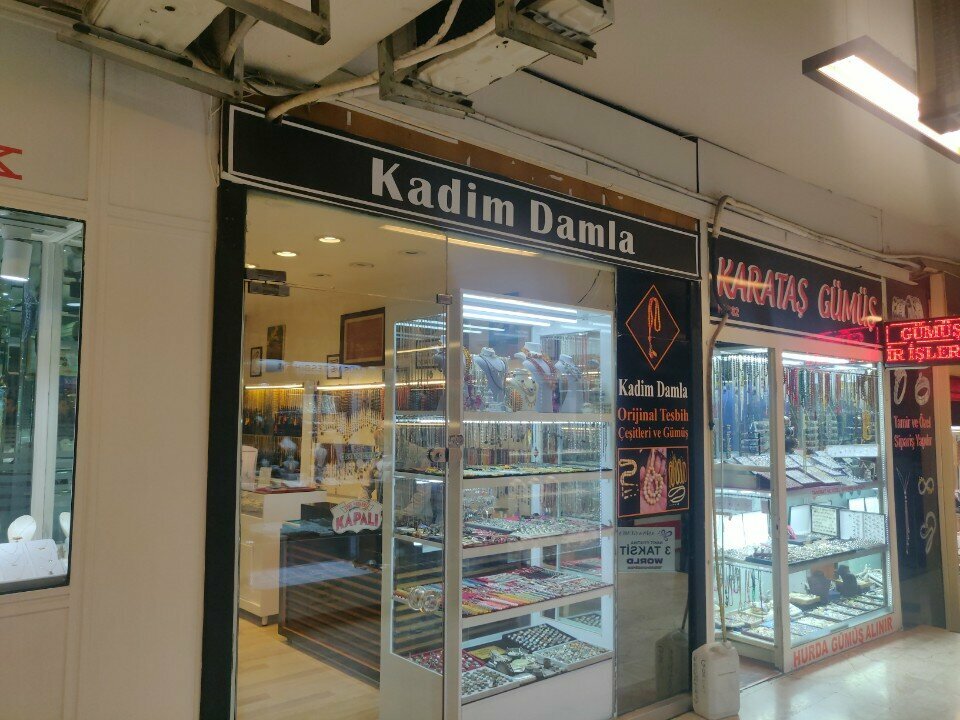 K
Kadim Damla
KAPALI
Kadim Damla
Orijinal Tesbih
Çeşitleri ve Gümüş
3 TAKSİT
WORLD
KARATAŞ GÜMÜŞ
82
GÜMÜŞ
İR İŞLER
Tamir ve Özel
Sipariş Yapılır
HURDA GÜMÜŞ ALINIR